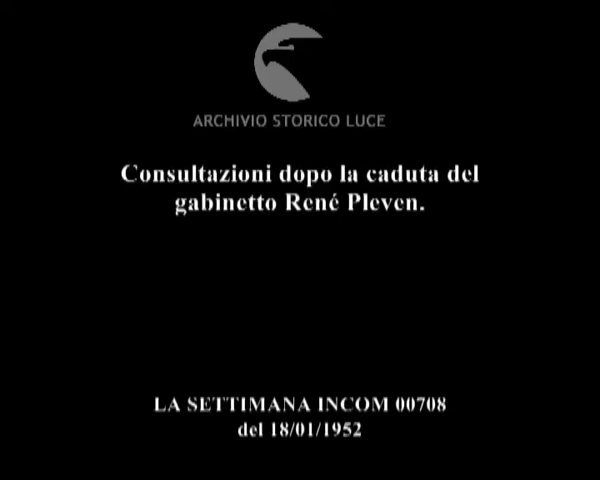 ARCHIVIO STORICO LUCE
Consultazioni dopo la caduta del
gabinetto René Pleven.
LA SETTIMANA INCOM 00708
del 18/01/1952